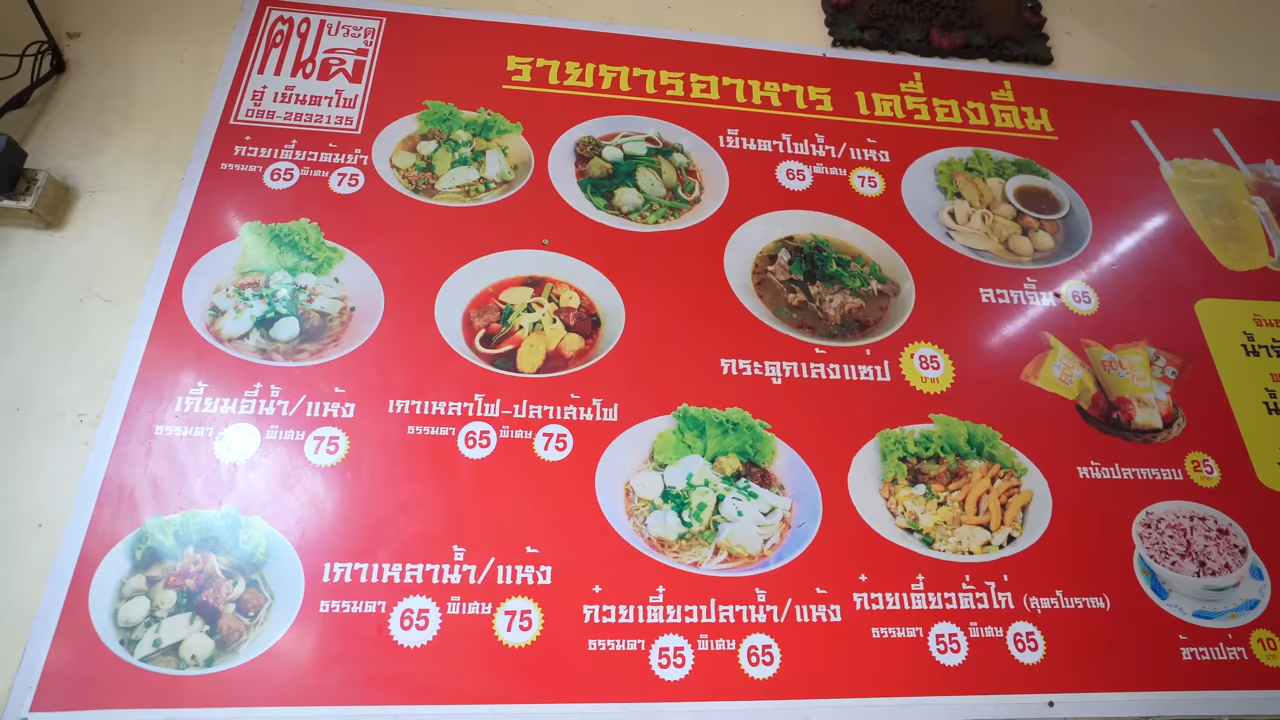 ฅน
ประตู
ผี
อู๋ เย็นตาโฟ
099-2832135
รายการอาหาร เครื่องดื่ม
ก๋วยเตี๋ยวต้มยำ
ธรรมดา 65 พิเศษ 75
เย็นตาโฟน้ำ/แห้ง
65 พิเศษ 75
ลวกจิ้ม 65
กระดูกเล้งแซ่ป 85
บาท
เกี้ยมอี๋น้ำ/แห้ง
ธรรมดา พิเศษ 75
เกาเหลาโฟ-ปลาเส้นโฟ
ธรรมดา 65 พิเศษ 75
หนังปลากรอบ 25
บาท
เกาเหลาน้ำ/แห้ง
ธรรมดา 65 พิเศษ 75
ก๋วยเตี๋ยวปลาน้ำ/แห้ง
ธรรมดา 55 พิเศษ 65
ก๋วยเตี๋ยวคั่วไก่ (สูตรโบราณ)
ธรรมดา 55 พิเศษ 65
ข้าวเปล่า 10
บาท